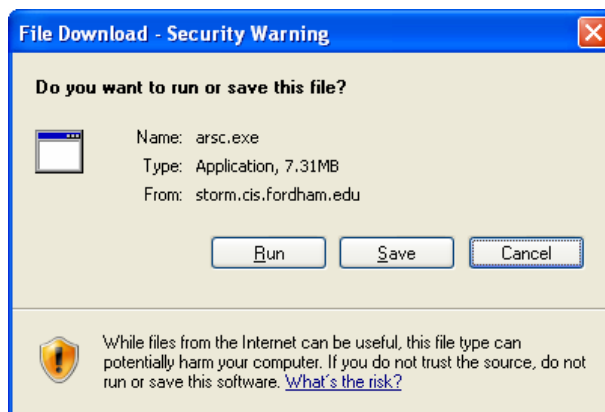 File Download - Security Warning
Do you want to run or save this file?
Name: arsc.exe
Type: Application, 7.31MB
From: storm.cis.fordham.edu
Run Save Cancel
While files from the Internet can be useful, this file type can
potentially harm your computer. If you do not trust the source, do not
run or save this software. What's the risk?